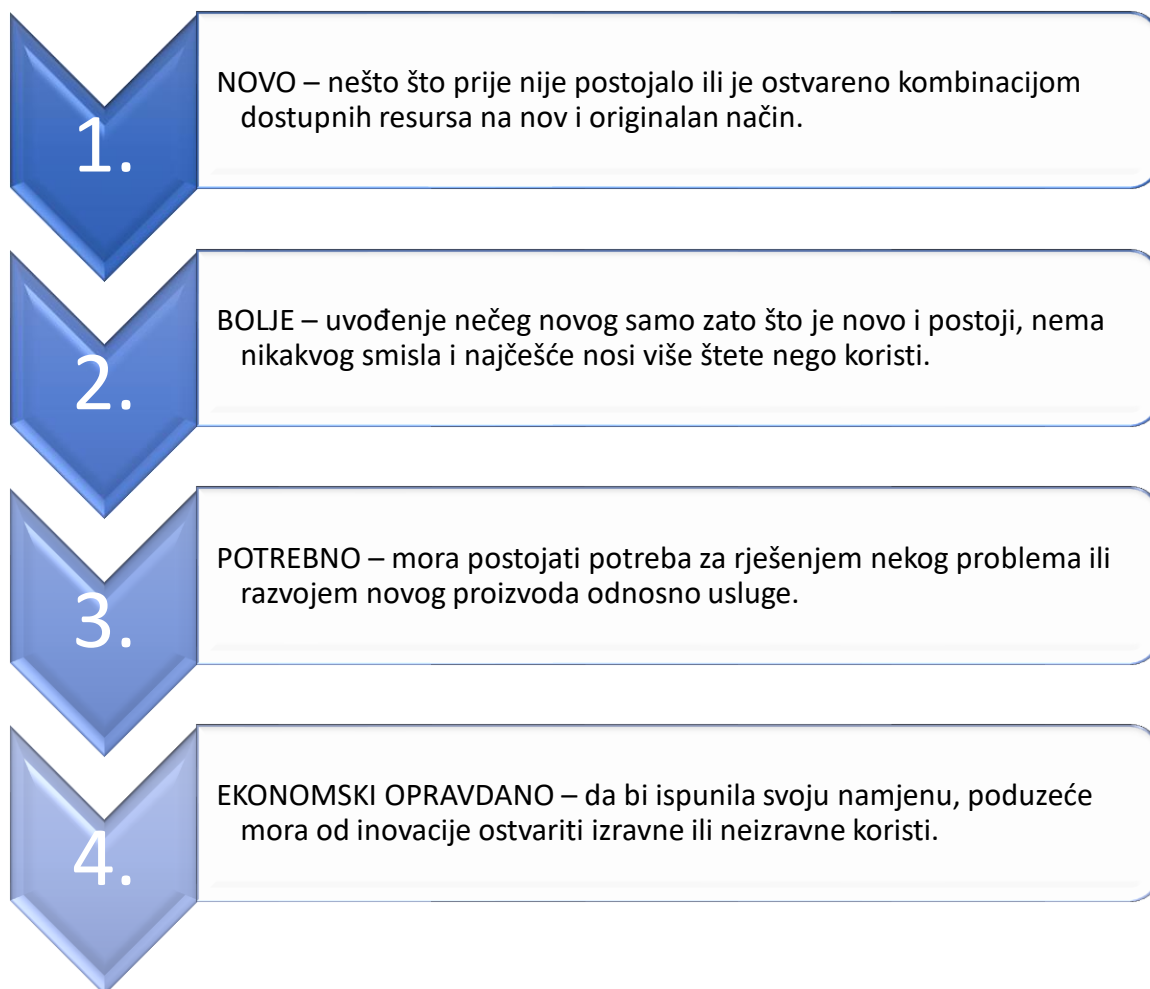 1.
NOVO – nešto što prije nije postojalo ili je ostvareno kombinacijom
dostupnih resursa na nov i originalan način.
2.
BOLJE – uvođenje nečeg novog samo zato što je novo i postoji, nema
nikakvog smisla i najčešće nosi više štete nego koristi.
3.
POTREBNO – mora postojati potreba za rješenjem nekog problema ili
razvojem novog proizvoda odnosno usluge.
4.
EKONOMSKI OPRAVDANO – da bi ispunila svoju namjenu, poduzeće
mora od inovacije ostvariti izravne ili neizravne koristi.